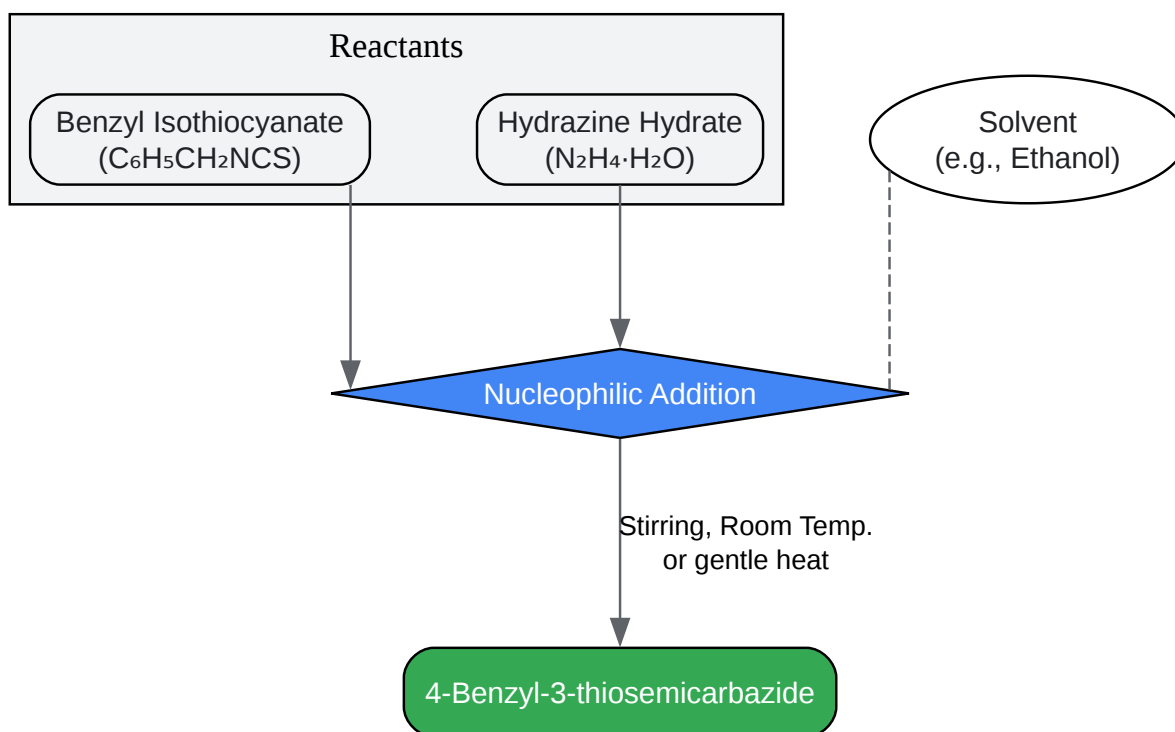 Reactants
Benzyl Isothiocyanate
(C₆H₅CH₂NCS)
Hydrazine Hydrate
(N₂H₄·H₂O)
Solvent
(e.g., Ethanol)
Nucleophilic Addition
Stirring, Room Temp.
or gentle heat
4-Benzyl-3-thiosemicarbazide